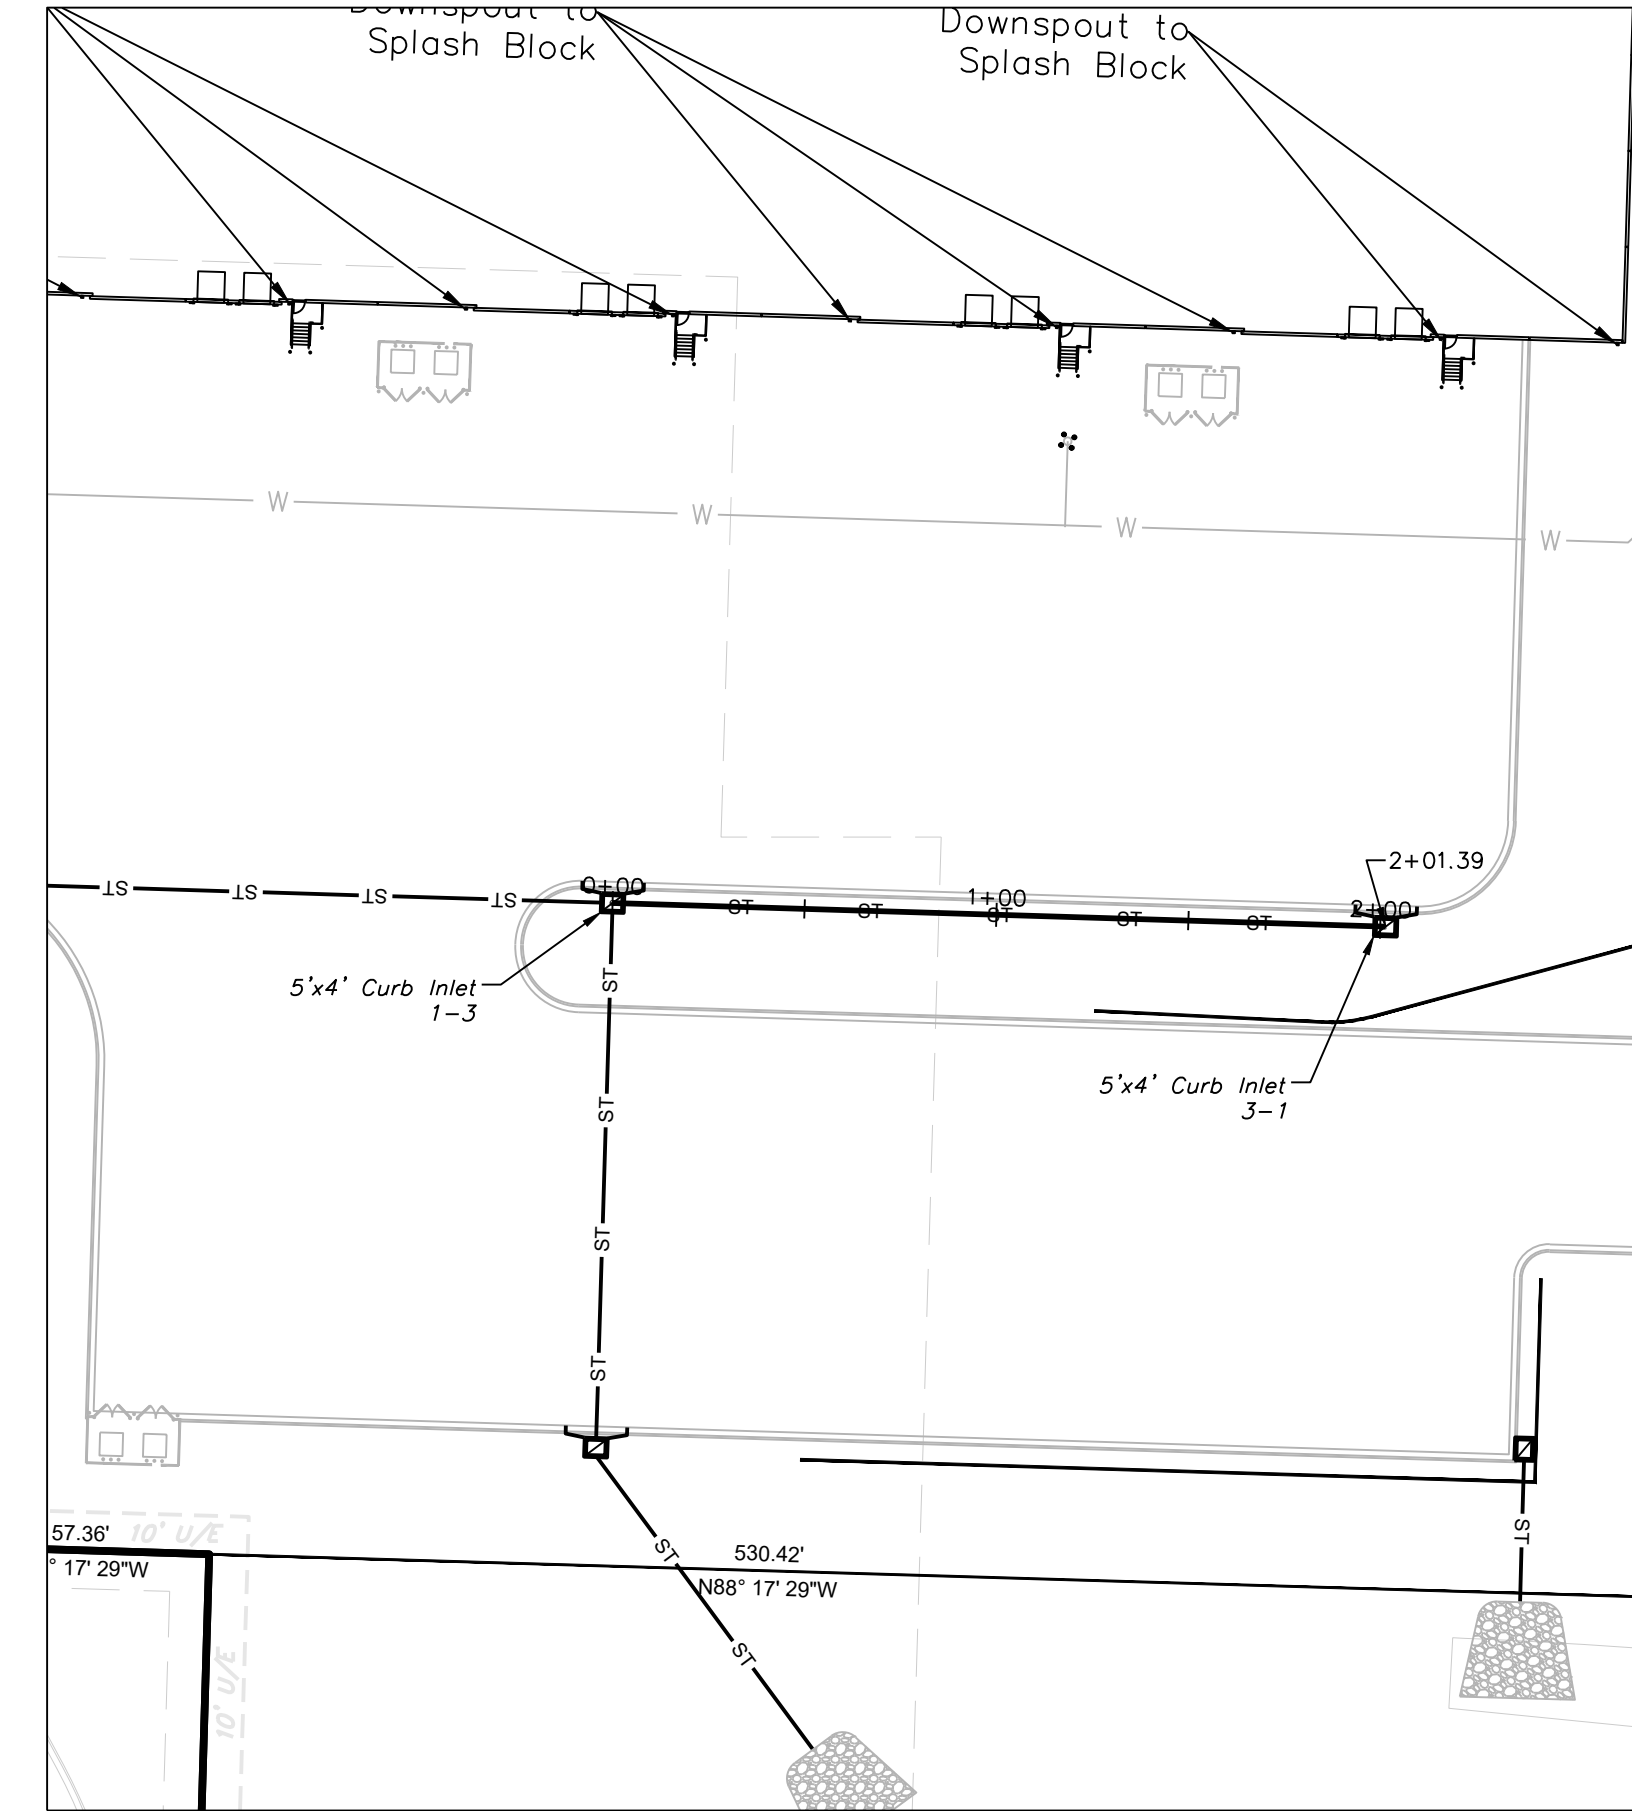 Downspout to
Splash Block
Downspout to
Splash Block
W
W
W
W
2+01.39
ST
ST
ST
ST
0+00
1+00
2+00
ST
ST
ST
ST
ST
ST
5'x4' Curb Inlet
1-3
5'x4' Curb Inlet
3-1
ST
ST
ST
57.36'
10' U/E
° 17' 29"W
530.42'
N88° 17' 29"W
ST
ST
ST
10' U/E